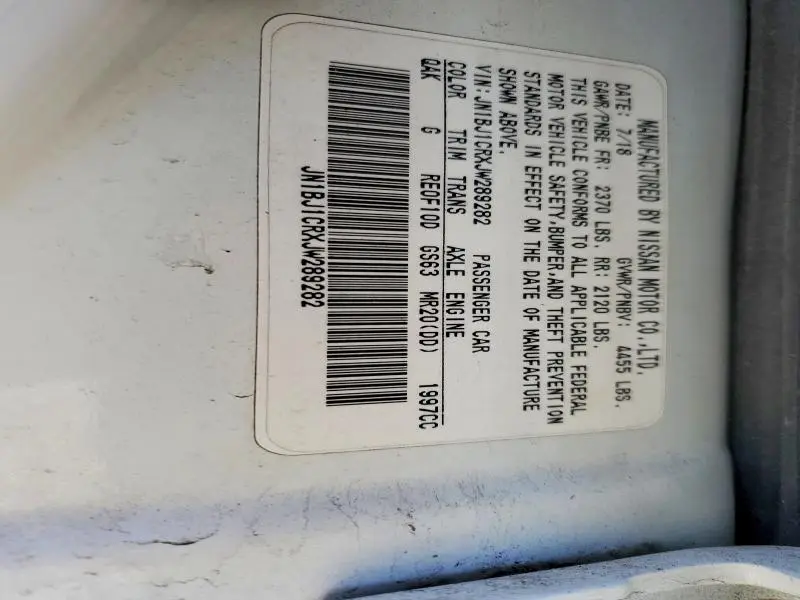 MANUFACTURED BY NISSAN MOTOR CO.,LTD.
DATE: 7/18 GVWR/PNBV: 4455 LBS.
GAWR/PNBE FR: 2370 LBS. RR: 2120 LBS.
THIS VEHICLE CONFORMS TO ALL APPLICABLE FEDERAL
MOTOR VEHICLE SAFETY,BUMPER,AND THEFT PREVENTION
STANDARDS IN EFFECT ON THE DATE OF MANUFACTURE
SHOWN ABOVE.
VIN:JN1BJ1CRXJW289282 PASSENGER CAR
COLOR TRIM TRANS AXLE ENGINE
QAK G RE0F10D GS63 MR20(DD) 1997CC
JN1BJ1CRXJW289282